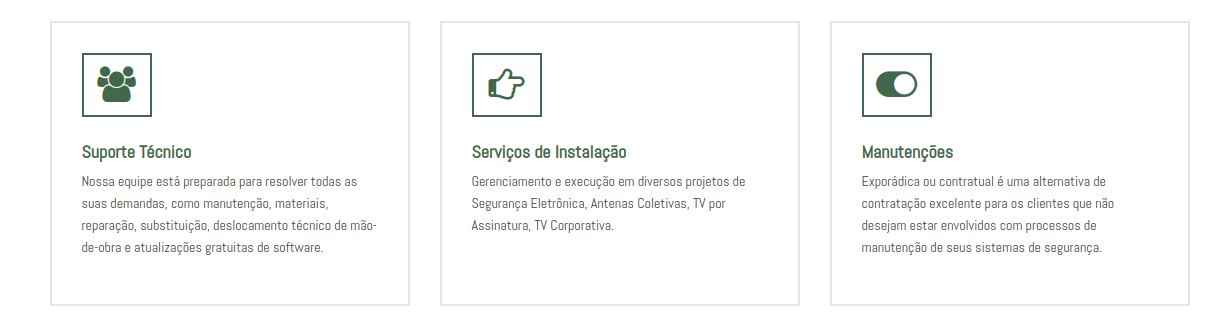 Suporte Técnico
Nossa equipe está preparada para resolver todas as
suas demandas, como manutenção, materiais,
reparação, substituição, deslocamento técnico de mão-
de-obra e atualizações gratuitas de software.
Serviços de Instalação
Gerenciamento e execução em diversos projetos de
Segurança Eletrônica, Antenas Coletivas, TV por
Assinatura, TV Corporativa.
Manutenções
Exporádica ou contratual é uma alternativa de
contratação excelente para os clientes que não
desejam estar envolvidos com processos de
manutenção de seus sistemas de segurança.